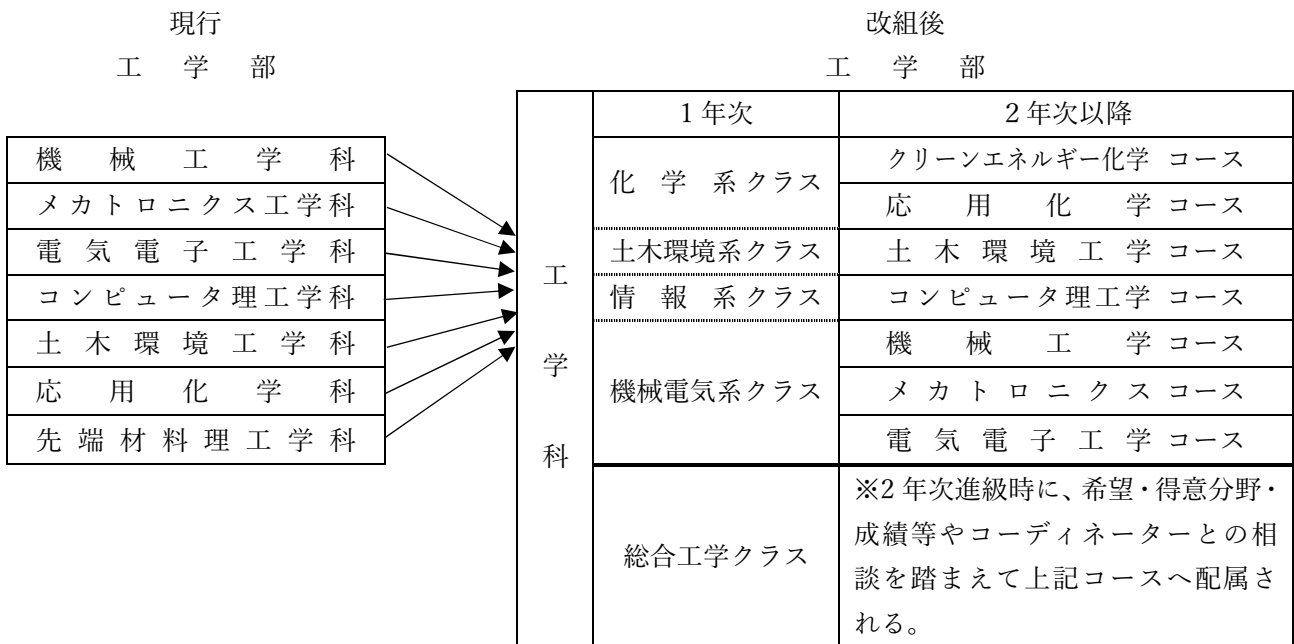 現行
工学部
機械工学科
メカトロニクス工学科
電気電子工学科
コンピュータ理工学科
土木環境工学科
応用化学科
先端材料理工学科
改組後
工学部
工学科
1年次
2年次以降
化学系クラス
クリーンエネルギー化学 コース
応用化学 コース
土木環境系クラス
土木環境工学 コース
情報系クラス
コンピュータ理工学 コース
機械電気系クラス
機械工学 コース
メカトロニクス コース
電気電子工学 コース
総合工学クラス
※2年次進級時に、希望・得意分野・
成績等やコーディネーターとの相
談を踏まえて上記コースへ配属さ
れる。